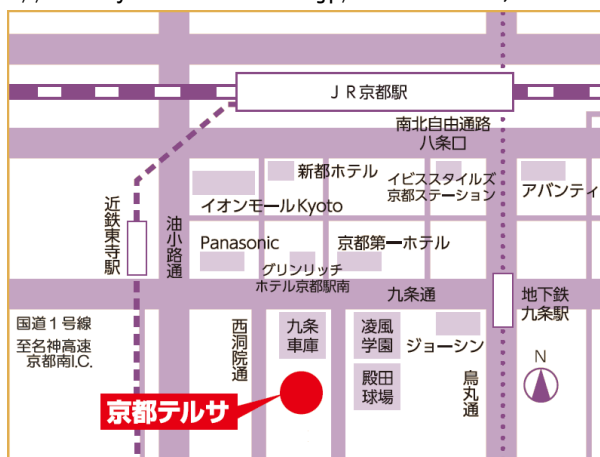 JR京都駅
南北自由通路
八条口
新都ホテル
イビススタイルズ
京都ステーション
アバンティ
イオンモールKyoto
近鉄東寺駅
油小路通
Panasonic
京都第一ホテル
グリンリッチ
ホテル京都駅南
九条通
地下鉄
九条駅
国道1号線
至名神高速
京都南I.C.
西洞院通
九条
車庫
凌風
学園
ジョーシン
殿田
球場
烏丸通
N
京都テルサ